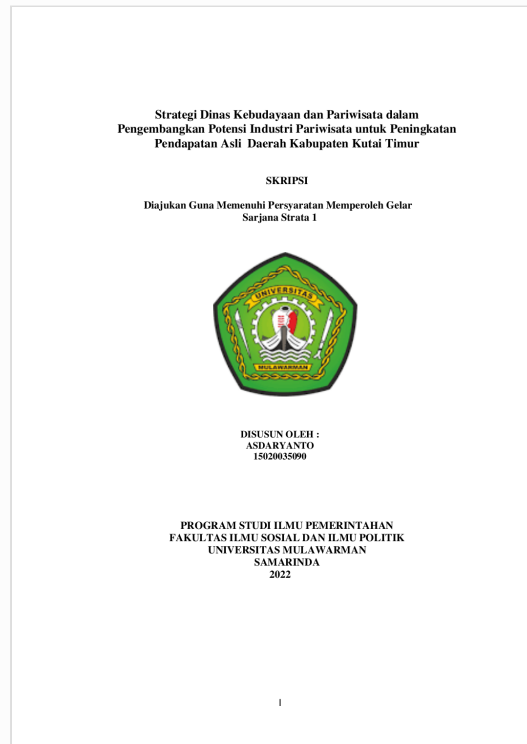 Strategi Dinas Kebudayaan dan Pariwisata dalam
Pengembangkan Potensi Industri Pariwisata untuk Peningkatan
Pendapatan Asli Daerah Kabupaten Kutai Timur
SKRIPSI
Diajukan Guna Memenuhi Persyaratan Memperoleh Gelar
Sarjana Strata 1
UNIVERSITAS
MULAWARMAN
DISUSUN OLEH :
ASDARYANTO
15020035090
PROGRAM STUDI ILMU PEMERINTAHAN
FAKULTAS ILMU SOSIAL DAN ILMU POLITIK
UNIVERSITAS MULAWARMAN
SAMARINDA
2022
1